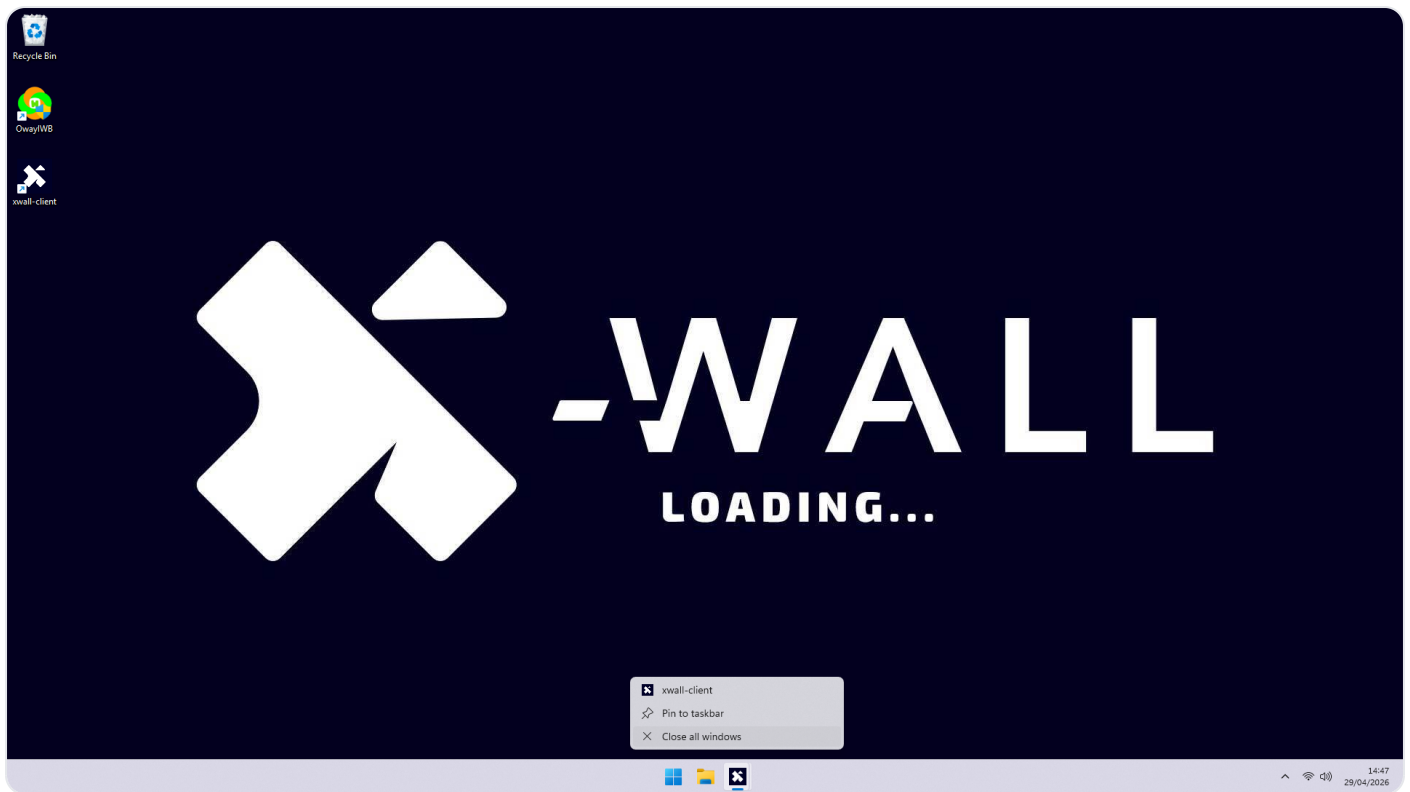 Recycle Bin
OwayIWB
xwall-client
-WALL
LOADING...
xwall-client
Pin to taskbar
Close all windows
14:47
29/04/2026